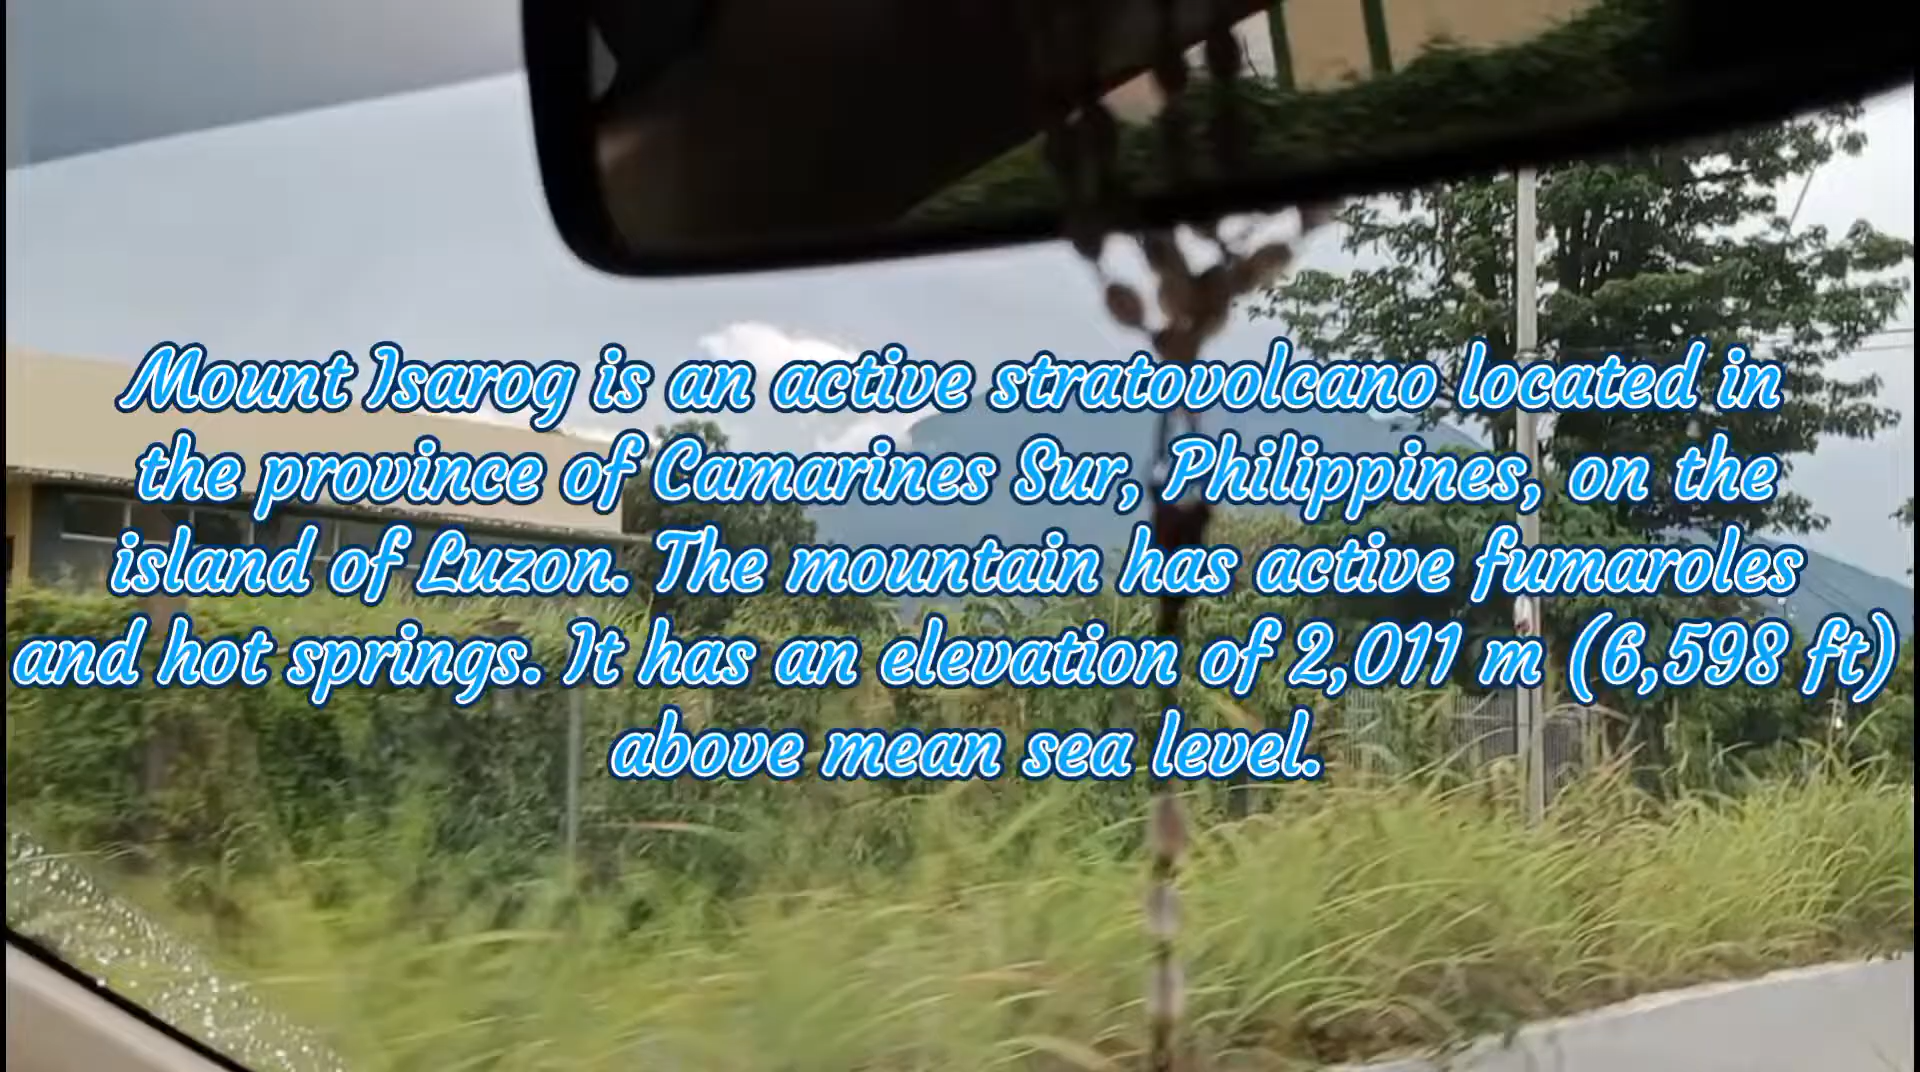 Mount Isarog is an active stratovolcano located in
the province of Camarines Sur, Philippines, on the
island of Luzon. The mountain has active fumaroles
and hot springs. It has an elevation of 2,011 m (6,598 ft)
above mean sea level.